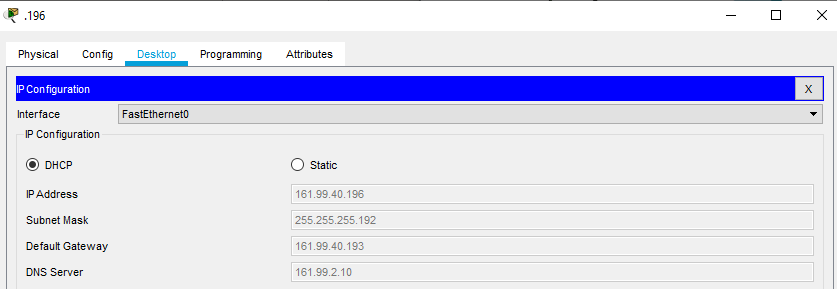 .196
Physical Config Desktop Programming Attributes
IP Configuration X
Interface FastEthernet0
IP Configuration
DHCP Static
IP Address 161.99.40.196
Subnet Mask 255.255.255.192
Default Gateway 161.99.40.193
DNS Server 161.99.2.10